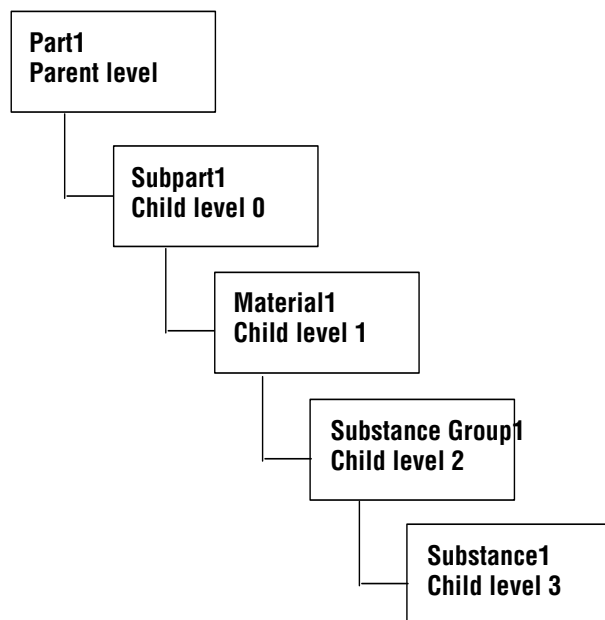 Part1
Parent level
Subpart1
Child level 0
Material1
Child level 1
Substance Group1
Child level 2
Substance1
Child level 3